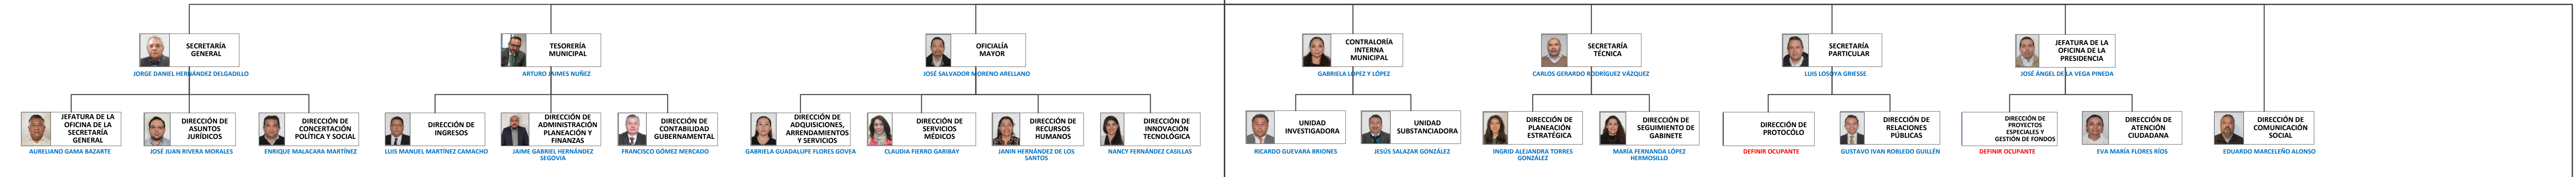 SECRETARÍA
GENERAL
JORGE DANIEL HERNÁNDEZ DELGADILLO
TESORERÍA
MUNICIPAL
ARTURO JAIMES NUÑEZ
OFICIALÍA
MAYOR
JOSÉ SALVADOR MORENO ARELLANO
CONTRALORÍA
INTERNA
MUNICIPAL
GABRIELA LÓPEZ Y LÓPEZ
SECRETARÍA
TÉCNICA
CARLOS GERARDO RODRÍGUEZ VÁZQUEZ
SECRETARÍA
PARTICULAR
LUIS LOSOYA GRIESSE
JEFATURA DE LA
OFICINA DE LA
PRESIDENCIA
JOSÉ ÁNGEL DE LA VEGA PINEDA
JEFATURA DE LA
OFICINA DE LA
SECRETARÍA
GENERAL
AURELIANO GAMA BAZARTE
DIRECCIÓN DE
ASUNTOS
JURÍDICOS
JOSÉ JUAN RIVERA MORALES
DIRECCIÓN DE
CONCERTACIÓN
POLÍTICA Y SOCIAL
ENRIQUE MALACARA MARTÍNEZ
DIRECCIÓN DE
INGRESOS
LUIS MANUEL MARTÍNEZ CAMACHO
DIRECCIÓN DE
ADMINISTRACIÓN
PLANEACIÓN Y
FINANZAS
JAIME GABRIEL HERNÁNDEZ
SEGOVIA
DIRECCIÓN DE
CONTABILIDAD
GUBERNAMENTAL
FRANCISCO GÓMEZ MERCADO
DIRECCIÓN DE
ADQUISICIONES,
ARRENDAMIENTOS
Y SERVICIOS
GABRIELA GUADALUPE FLORES GOVEA
DIRECCIÓN DE
SERVICIOS
MÉDICOS
CLAUDIA FIERRO GARIBAY
DIRECCIÓN DE
RECURSOS
HUMANOS
JANIN HERNÁNDEZ DE LOS
SANTOS
DIRECCIÓN DE
INNOVACIÓN
TECNOLÓGICA
NANCY FERNÁNDEZ CASILLAS
UNIDAD
INVESTIGADORA
RICARDO GUEVARA BRIONES
UNIDAD
SUBSTANCIADORA
JESÚS SALAZAR GONZÁLEZ
DIRECCIÓN DE
PLANEACIÓN
ESTRATÉGICA
INGRID ALEJANDRA TORRES
GONZÁLEZ
DIRECCIÓN DE
SEGUIMIENTO DE
GABINETE
MARÍA FERNANDA LÓPEZ
HERMOSILLO
DIRECCIÓN DE
PROTOCÓLO
DEFINIR OCUPANTE
DIRECCIÓN DE
RELACIONES
PÚBLICAS
GUSTAVO IVAN ROBLEDO GUILLÉN
DIRECCIÓN DE
PROYECTOS
ESPECIALES Y
GESTIÓN DE FONDOS
DEFINIR OCUPANTE
DIRECCIÓN DE
ATENCIÓN
CIUDADANA
EVA MARÍA FLORES RÍOS
DIRECCIÓN DE
COMUNICACIÓN
SOCIAL
EDUARDO MARCELEÑO ALONSO